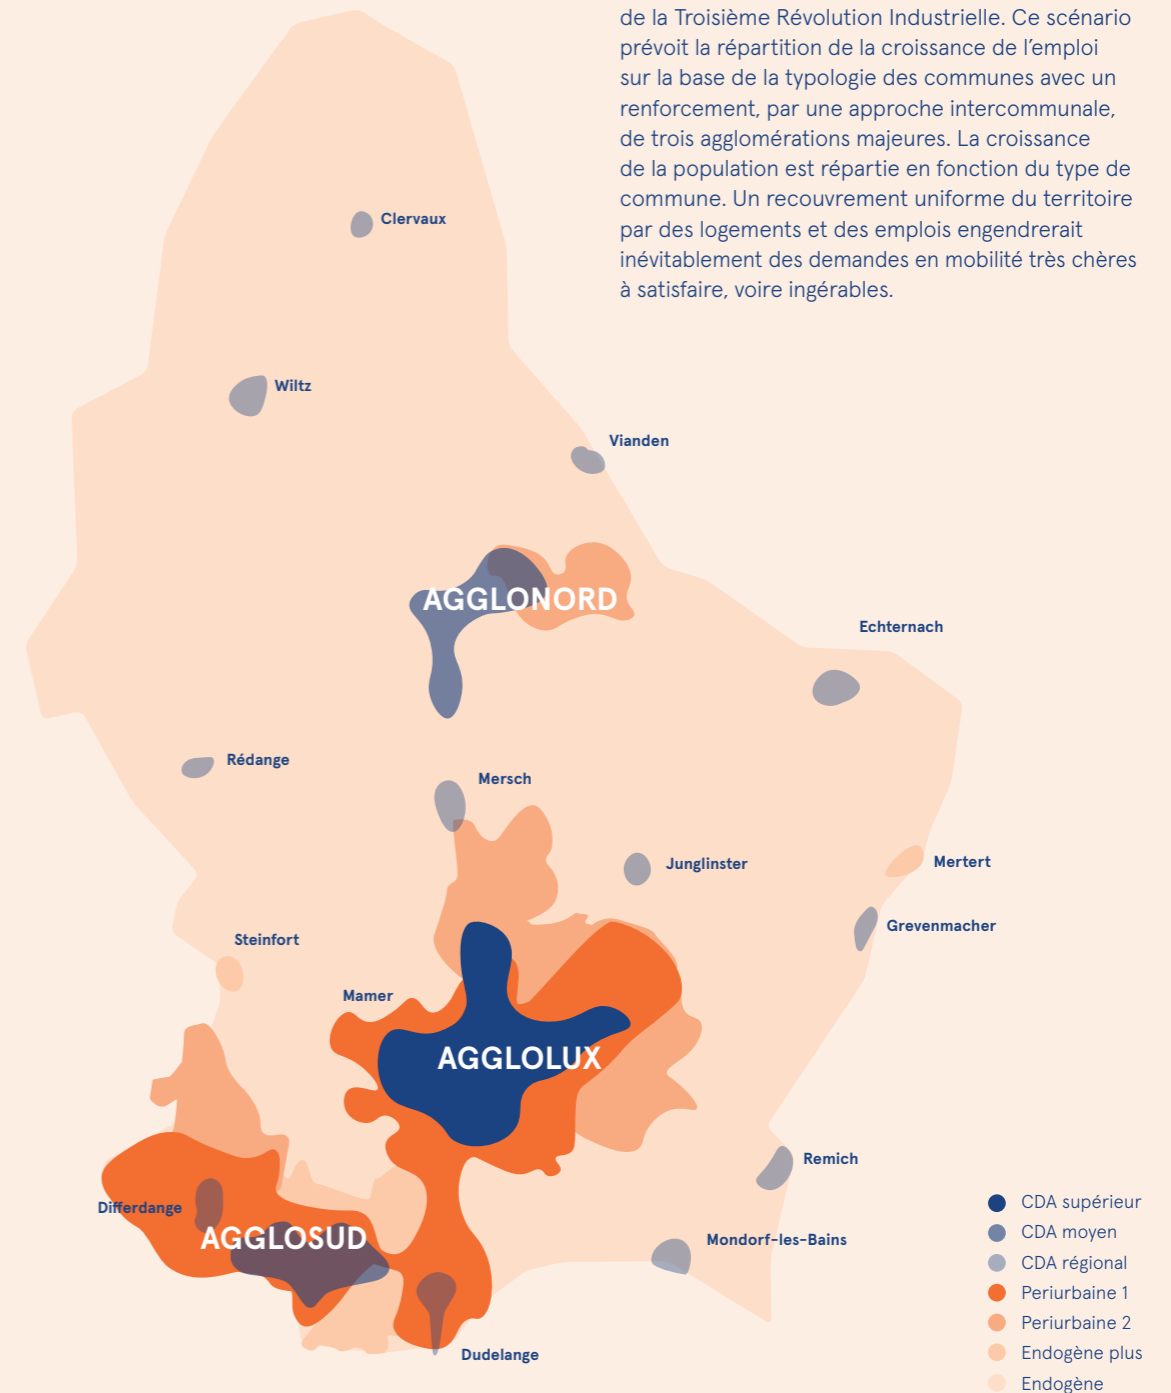 de la Troisième Révolution Industrielle. Ce scénario
prévoit la répartition de la croissance de l’emploi
sur la base de la typologie des communes avec un
renforcement, par une approche intercommunale,
de trois agglomérations majeures. La croissance
de la population est répartie en fonction du type de
commune. Un recouvrement uniforme du territoire
par des logements et des emplois engendrerait
inévitablement des demandes en mobilité très chères
à satisfaire, voire ingérables.
Clervaux
Wiltz
Vianden
AGGLONORD
Echternach
Rédange
Mersch
Junglinster
Mertert
Grevenmacher
Steinfort
Mamer
AGGLOLUX
Remich
Differdange
AGGLOSUD
Mondorf-les-Bains
Dudelange
CDA supérieur
CDA moyen
CDA régional
Periurbaine 1
Periurbaine 2
Endogène plus
Endogène